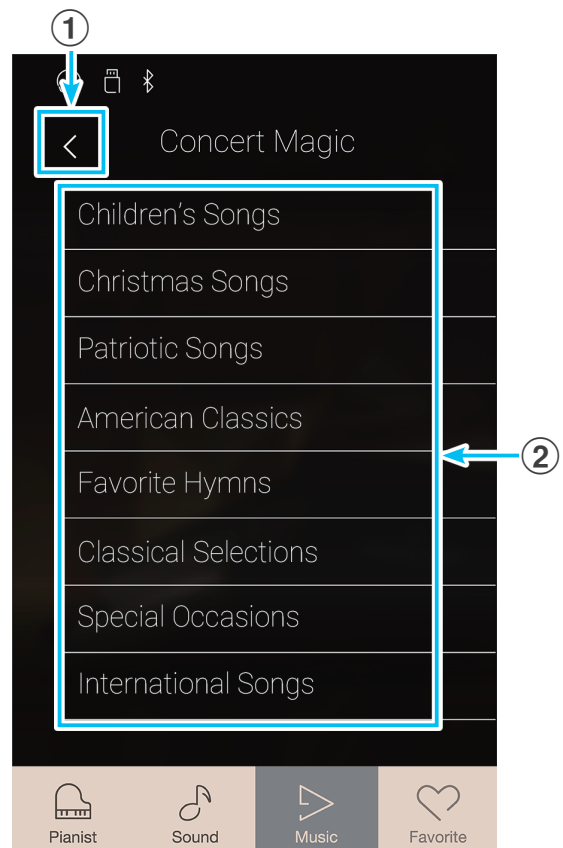 1
Concert Magic
Children's Songs
Christmas Songs
Patriotic Songs
American Classics
Favorite Hymns
2
Classical Selections
Special Occasions
International Songs
Pianist Sound Music Favorite